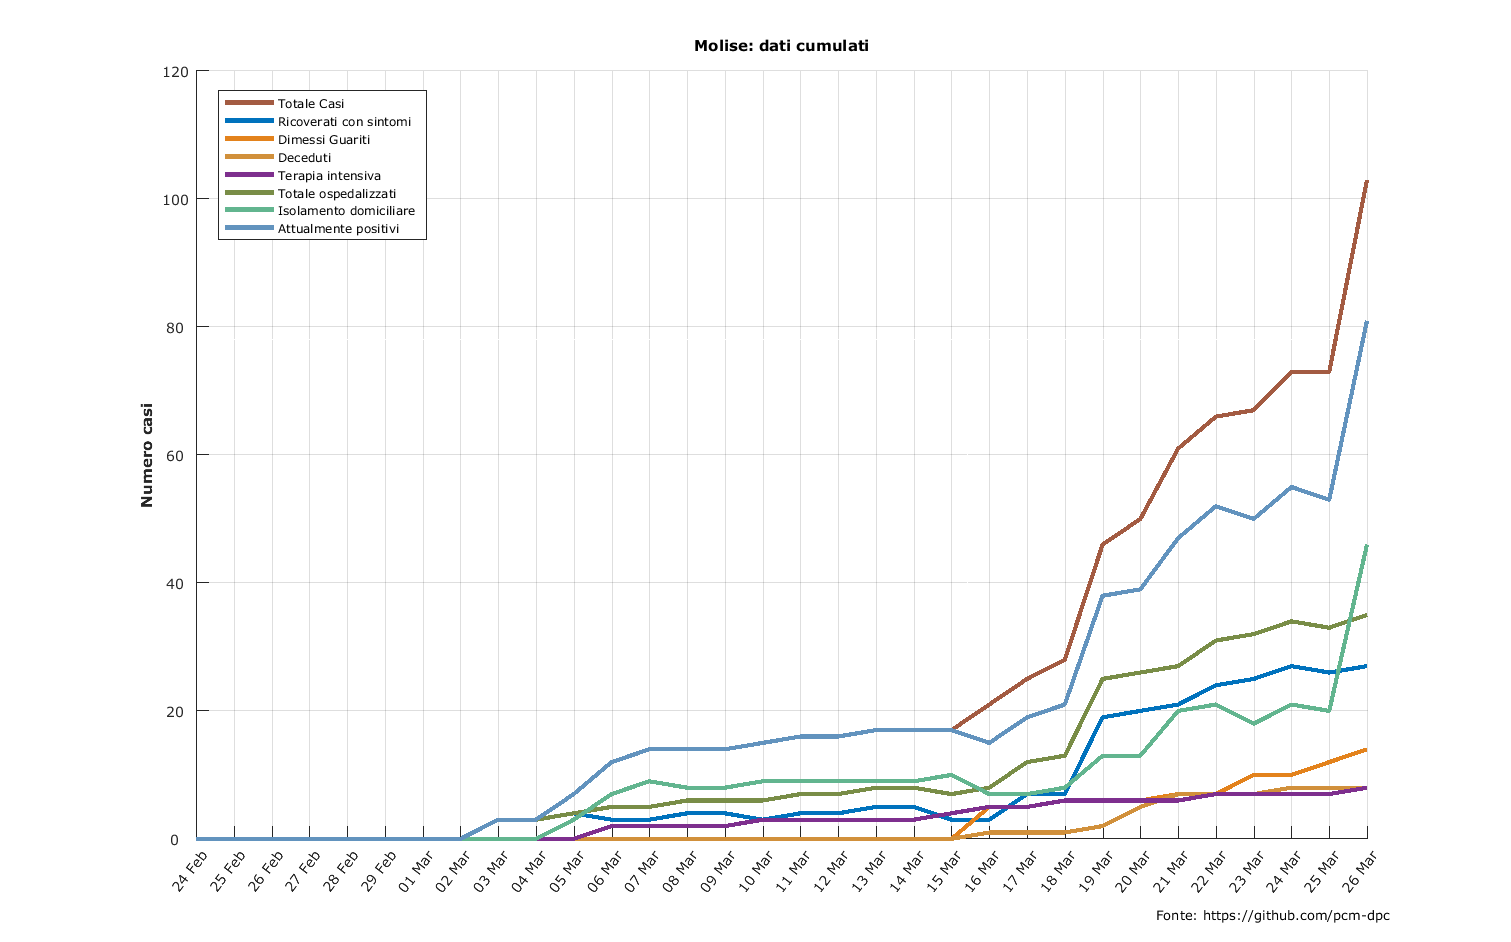 Molise: dati cumulati
120
100
80
60
40
20
0
Numero casi
Totale Casi
Ricoverati con sintomi
Dimessi Guariti
Deceduti
Terapia intensiva
Totale ospedalizzati
Isolamento domiciliare
Attualmente positivi
24 Feb
25 Feb
26 Feb
27 Feb
28 Feb
29 Feb
01 Mar
02 Mar
03 Mar
04 Mar
05 Mar
06 Mar
07 Mar
08 Mar
09 Mar
10 Mar
11 Mar
12 Mar
13 Mar
14 Mar
15 Mar
16 Mar
17 Mar
18 Mar
19 Mar
20 Mar
21 Mar
22 Mar
23 Mar
24 Mar
25 Mar
26 Mar
Fonte: https://github.com/pcm-dpc